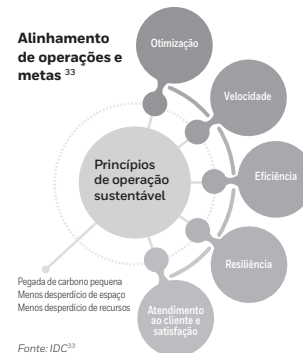 Alinhamento
de operações e
metas 33
Otimização
Velocidade
Eficiência
Resiliência
Atendimento
ao cliente e
satisfação
Princípios
de operação
sustentável
Pegada de carbono pequena
Menos desperdício de espaço
Menos desperdício de recursos
Fonte: IDC33